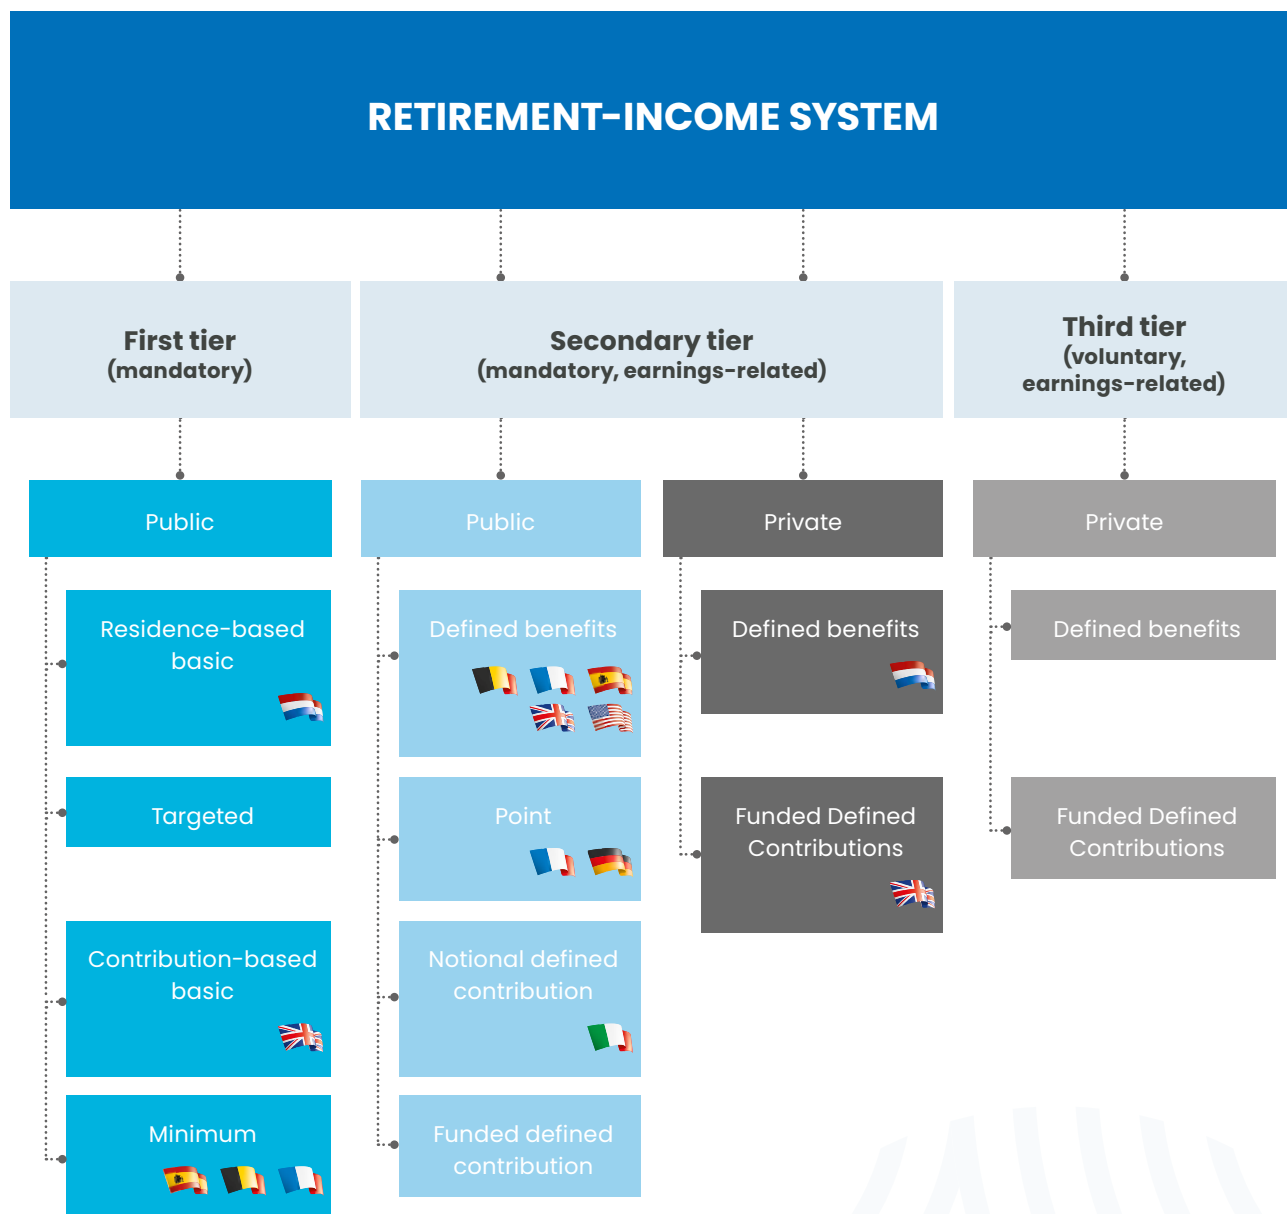 RETIREMENT-INCOME SYSTEM
First tier
(mandatory)
Secondary tier
(mandatory, earnings-related)
Third tier
(voluntary,
earnings-related)
Public
Residence-based
basic
Targeted
Contribution-based
basic
Minimum
Public
Defined benefits
Point
Notional defined
contribution
Funded defined
contribution
Private
Defined benefits
Funded Defined
Contributions
Private
Defined benefits
Funded Defined
Contributions